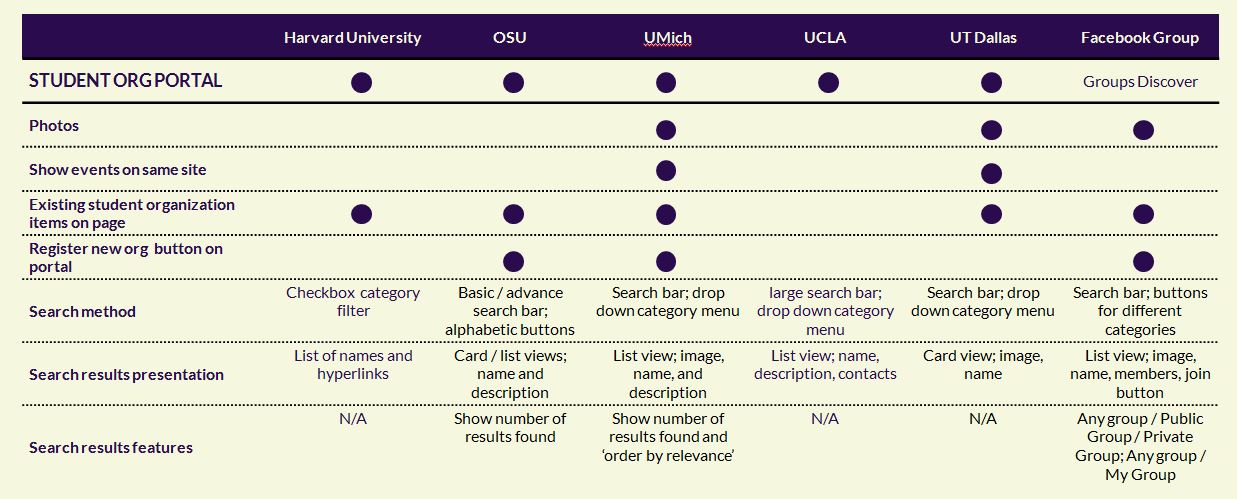 Harvard University OSU UMich UCLA UT Dallas Facebook Group
STUDENT ORG PORTAL Groups Discover
Photos
Show events on same site
Existing student organization
items on page
Register new org button on
portal
Search method
Checkbox category
filter
Basic / advance
search bar;
alphabetic buttons
Search bar; drop
down category menu
large search bar;
drop down category
menu
Search bar; drop
down category menu
Search bar; buttons
for different
categories
Search results presentation
List of names and
hyperlinks
Card / list views;
name and
description
List view; image,
name, and
description
List view; name,
description, contacts
Card view; image,
name
List view; image,
name, members, join
button
Search results features
N/A
Show number of
results found
Show number of
results found and
‘order by relevance’
N/A
N/A
Any group / Public
Group / Private
Group; Any group /
My Group